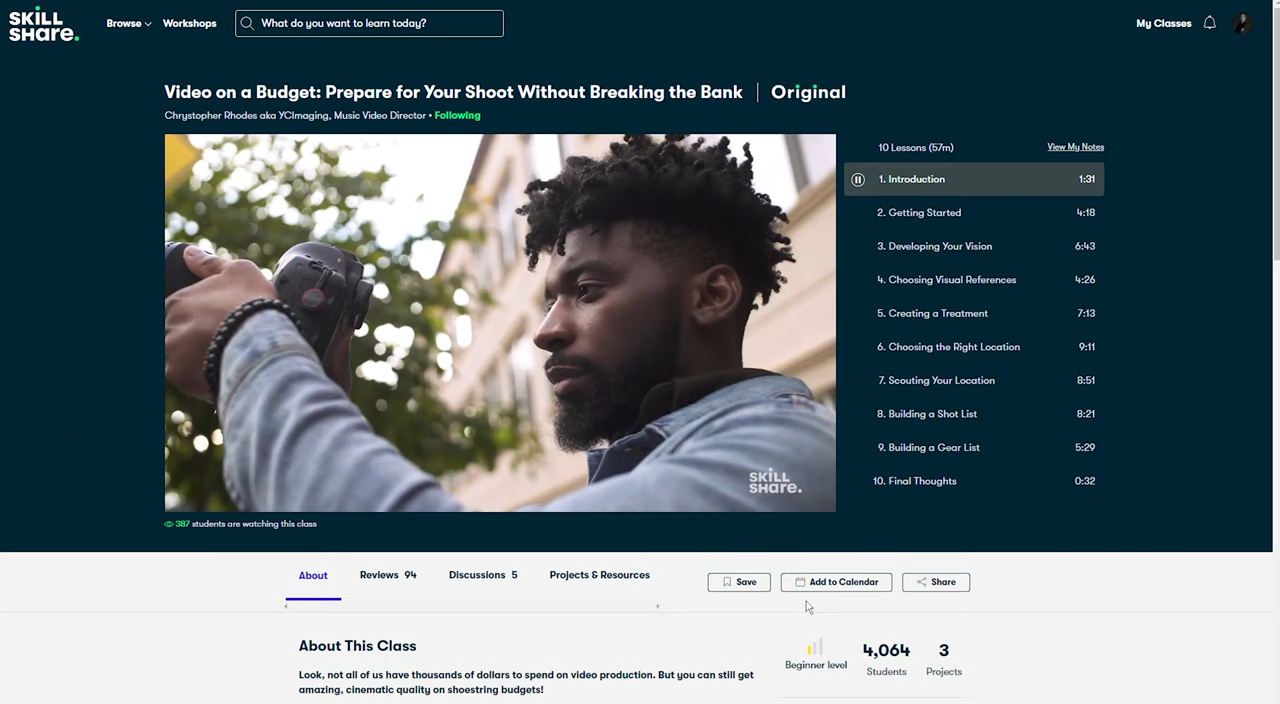 SKILL
SHARE.
Browse
Workshops
What do you want to learn today?
My Classes
Video on a Budget: Prepare for Your Shoot Without Breaking the Bank | Original
Chrystopher Rhodes aka YCImaging, Music Video Director • Following
10 Lessons (57m)
View My Notes
1. Introduction 1:31
2. Getting Started 4:18
3. Developing Your Vision 6:43
4. Choosing Visual References 4:26
5. Creating a Treatment 7:13
6. Choosing the Right Location 9:11
7. Scouting Your Location 8:51
8. Building a Shot List 8:21
9. Building a Gear List 5:29
10. Final Thoughts 0:32
SKILL
SHARE.
387 students are watching this class
About
Reviews 94
Discussions 5
Projects & Resources
Save
Add to Calendar
Share
About This Class
Look, not all of us have thousands of dollars to spend on video production. But you can still get
amazing, cinematic quality on shoestring budgets!
Beginner level
4,064
Students
3
Projects